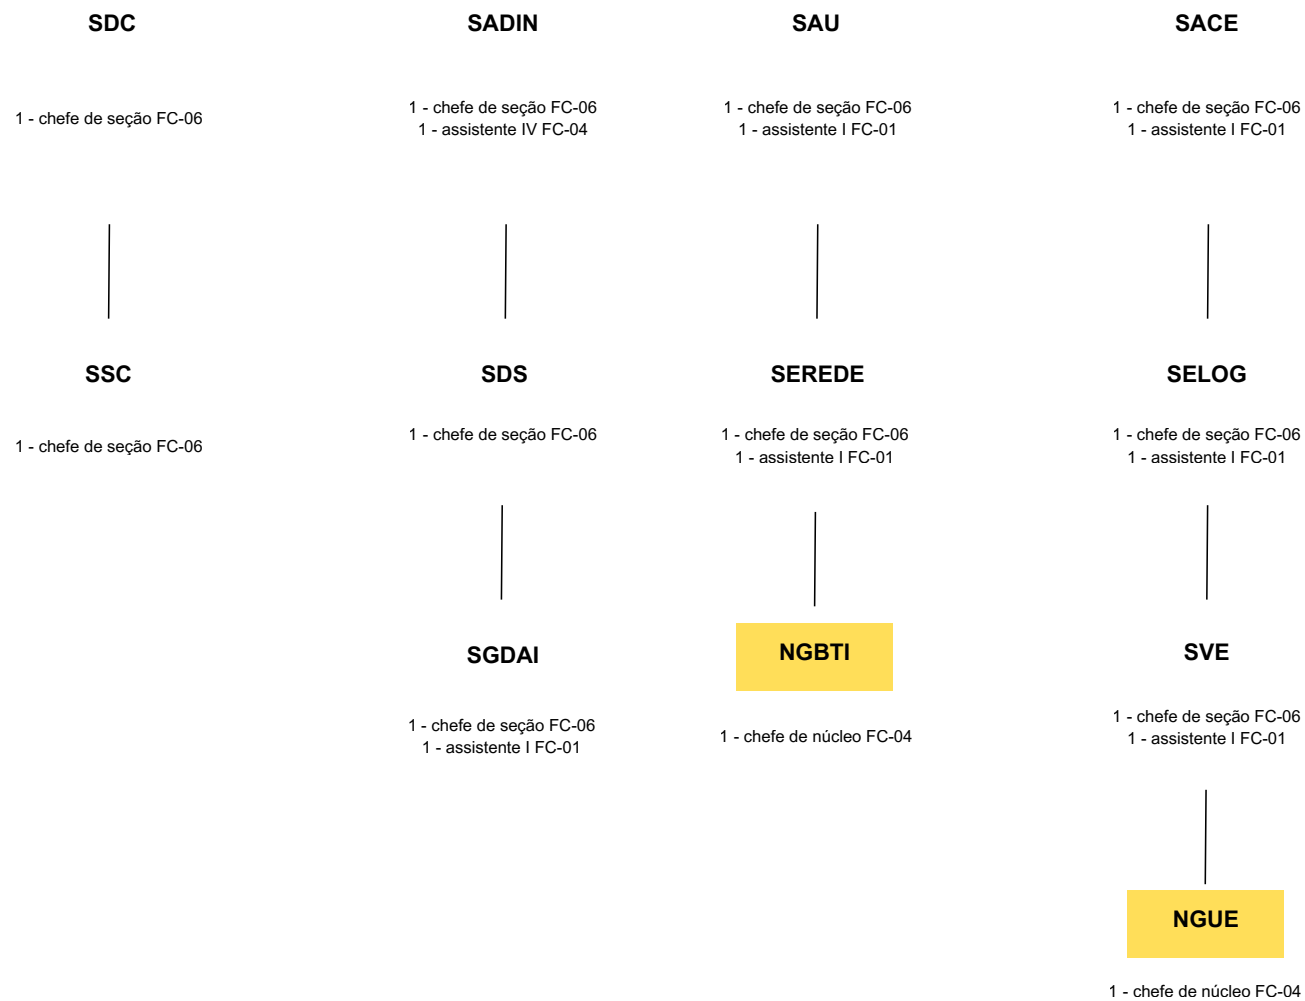 SDC
SADIN
SAU
SACE
1 - chefe de seção FC-06
1 - chefe de seção FC-06
1 - assistente IV FC-04
1 - chefe de seção FC-06
1 - assistente I FC-01
1 - chefe de seção FC-06
1 - assistente I FC-01
SSC
SDS
SEREDE
SELOG
1 - chefe de seção FC-06
1 - chefe de seção FC-06
1 - chefe de seção FC-06
1 - assistente I FC-01
1 - chefe de seção FC-06
1 - assistente I FC-01
SGDAI
NGBTI
SVE
1 - chefe de seção FC-06
1 - assistente I FC-01
1 - chefe de núcleo FC-04
1 - chefe de seção FC-06
1 - assistente I FC-01
NGUE
1 - chefe de núcleo FC-04